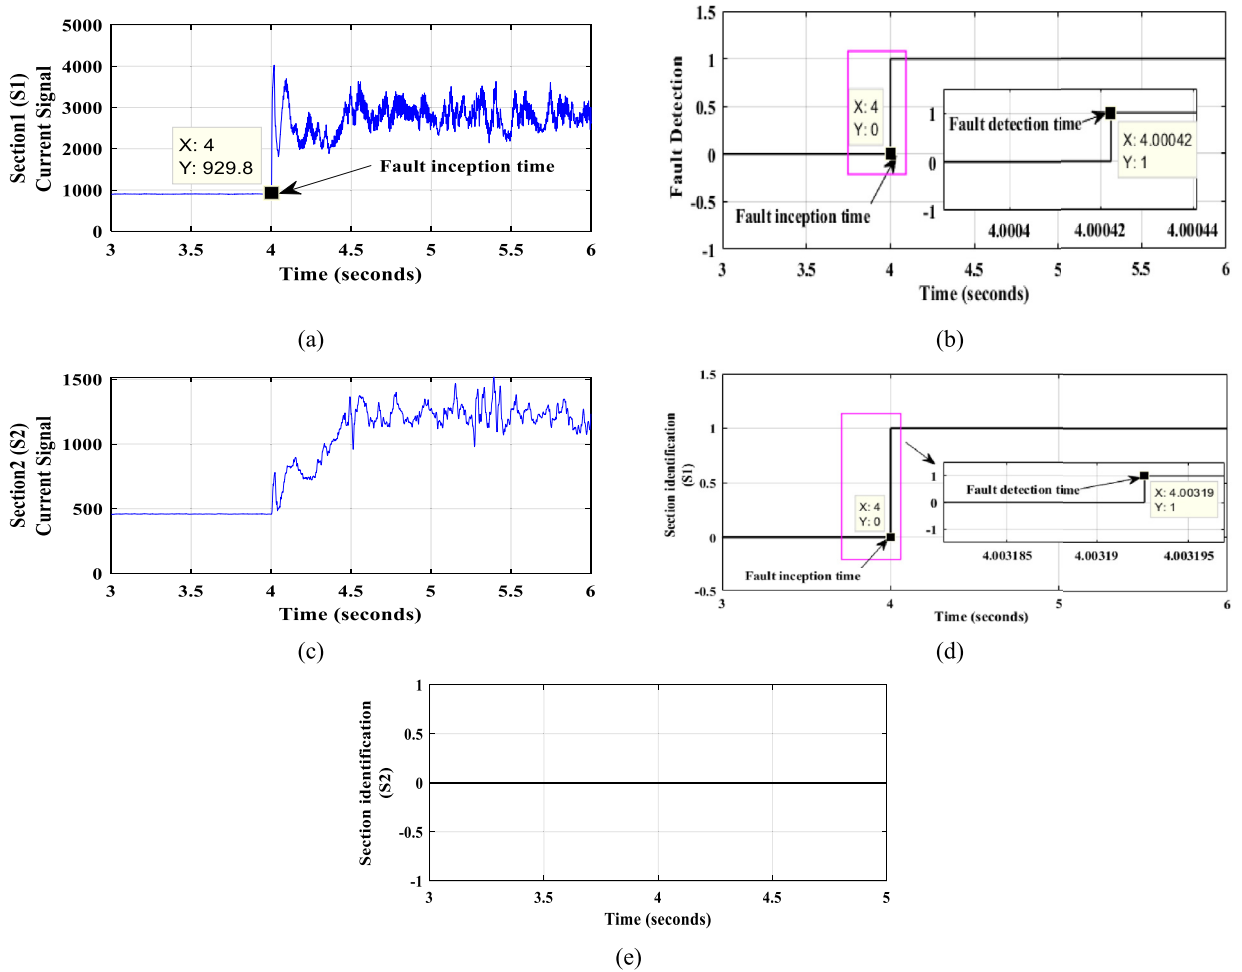 5000
4000
3000
2000
1000
0
Section1 (S1)
Current Signal
X: 4
Y: 929.8
Fault inception time
3 3.5 4 4.5 5 5.5 6
Time (seconds)
(a)
1.5
1
0.5
0
-0.5
-1
Fault Detection
X: 4
Y: 0
Fault inception time
1
0
-1
Fault detection time
X: 4.00042
Y: 1
4.0004 4.00042 4.00044
3 3.5 4 4.5 5 5.5 6
Time (seconds)
(b)
1500
1000
500
0
Section2 (S2)
Current Signal
3 3.5 4 4.5 5 5.5 6
Time (seconds)
(c)
1.5
1
0.5
0
-0.5
Section identification
(S1)
X: 4
Y: 0
Fault inception time
1
0
-1
Fault detection time
X: 4.00319
Y: 1
4.003185 4.00319 4.003195
3 4 5 6
Time (seconds)
(d)
1
0.5
0
-0.5
-1
Section identification
(S2)
3 3.5 4 4.5 5
Time (seconds)
(e)